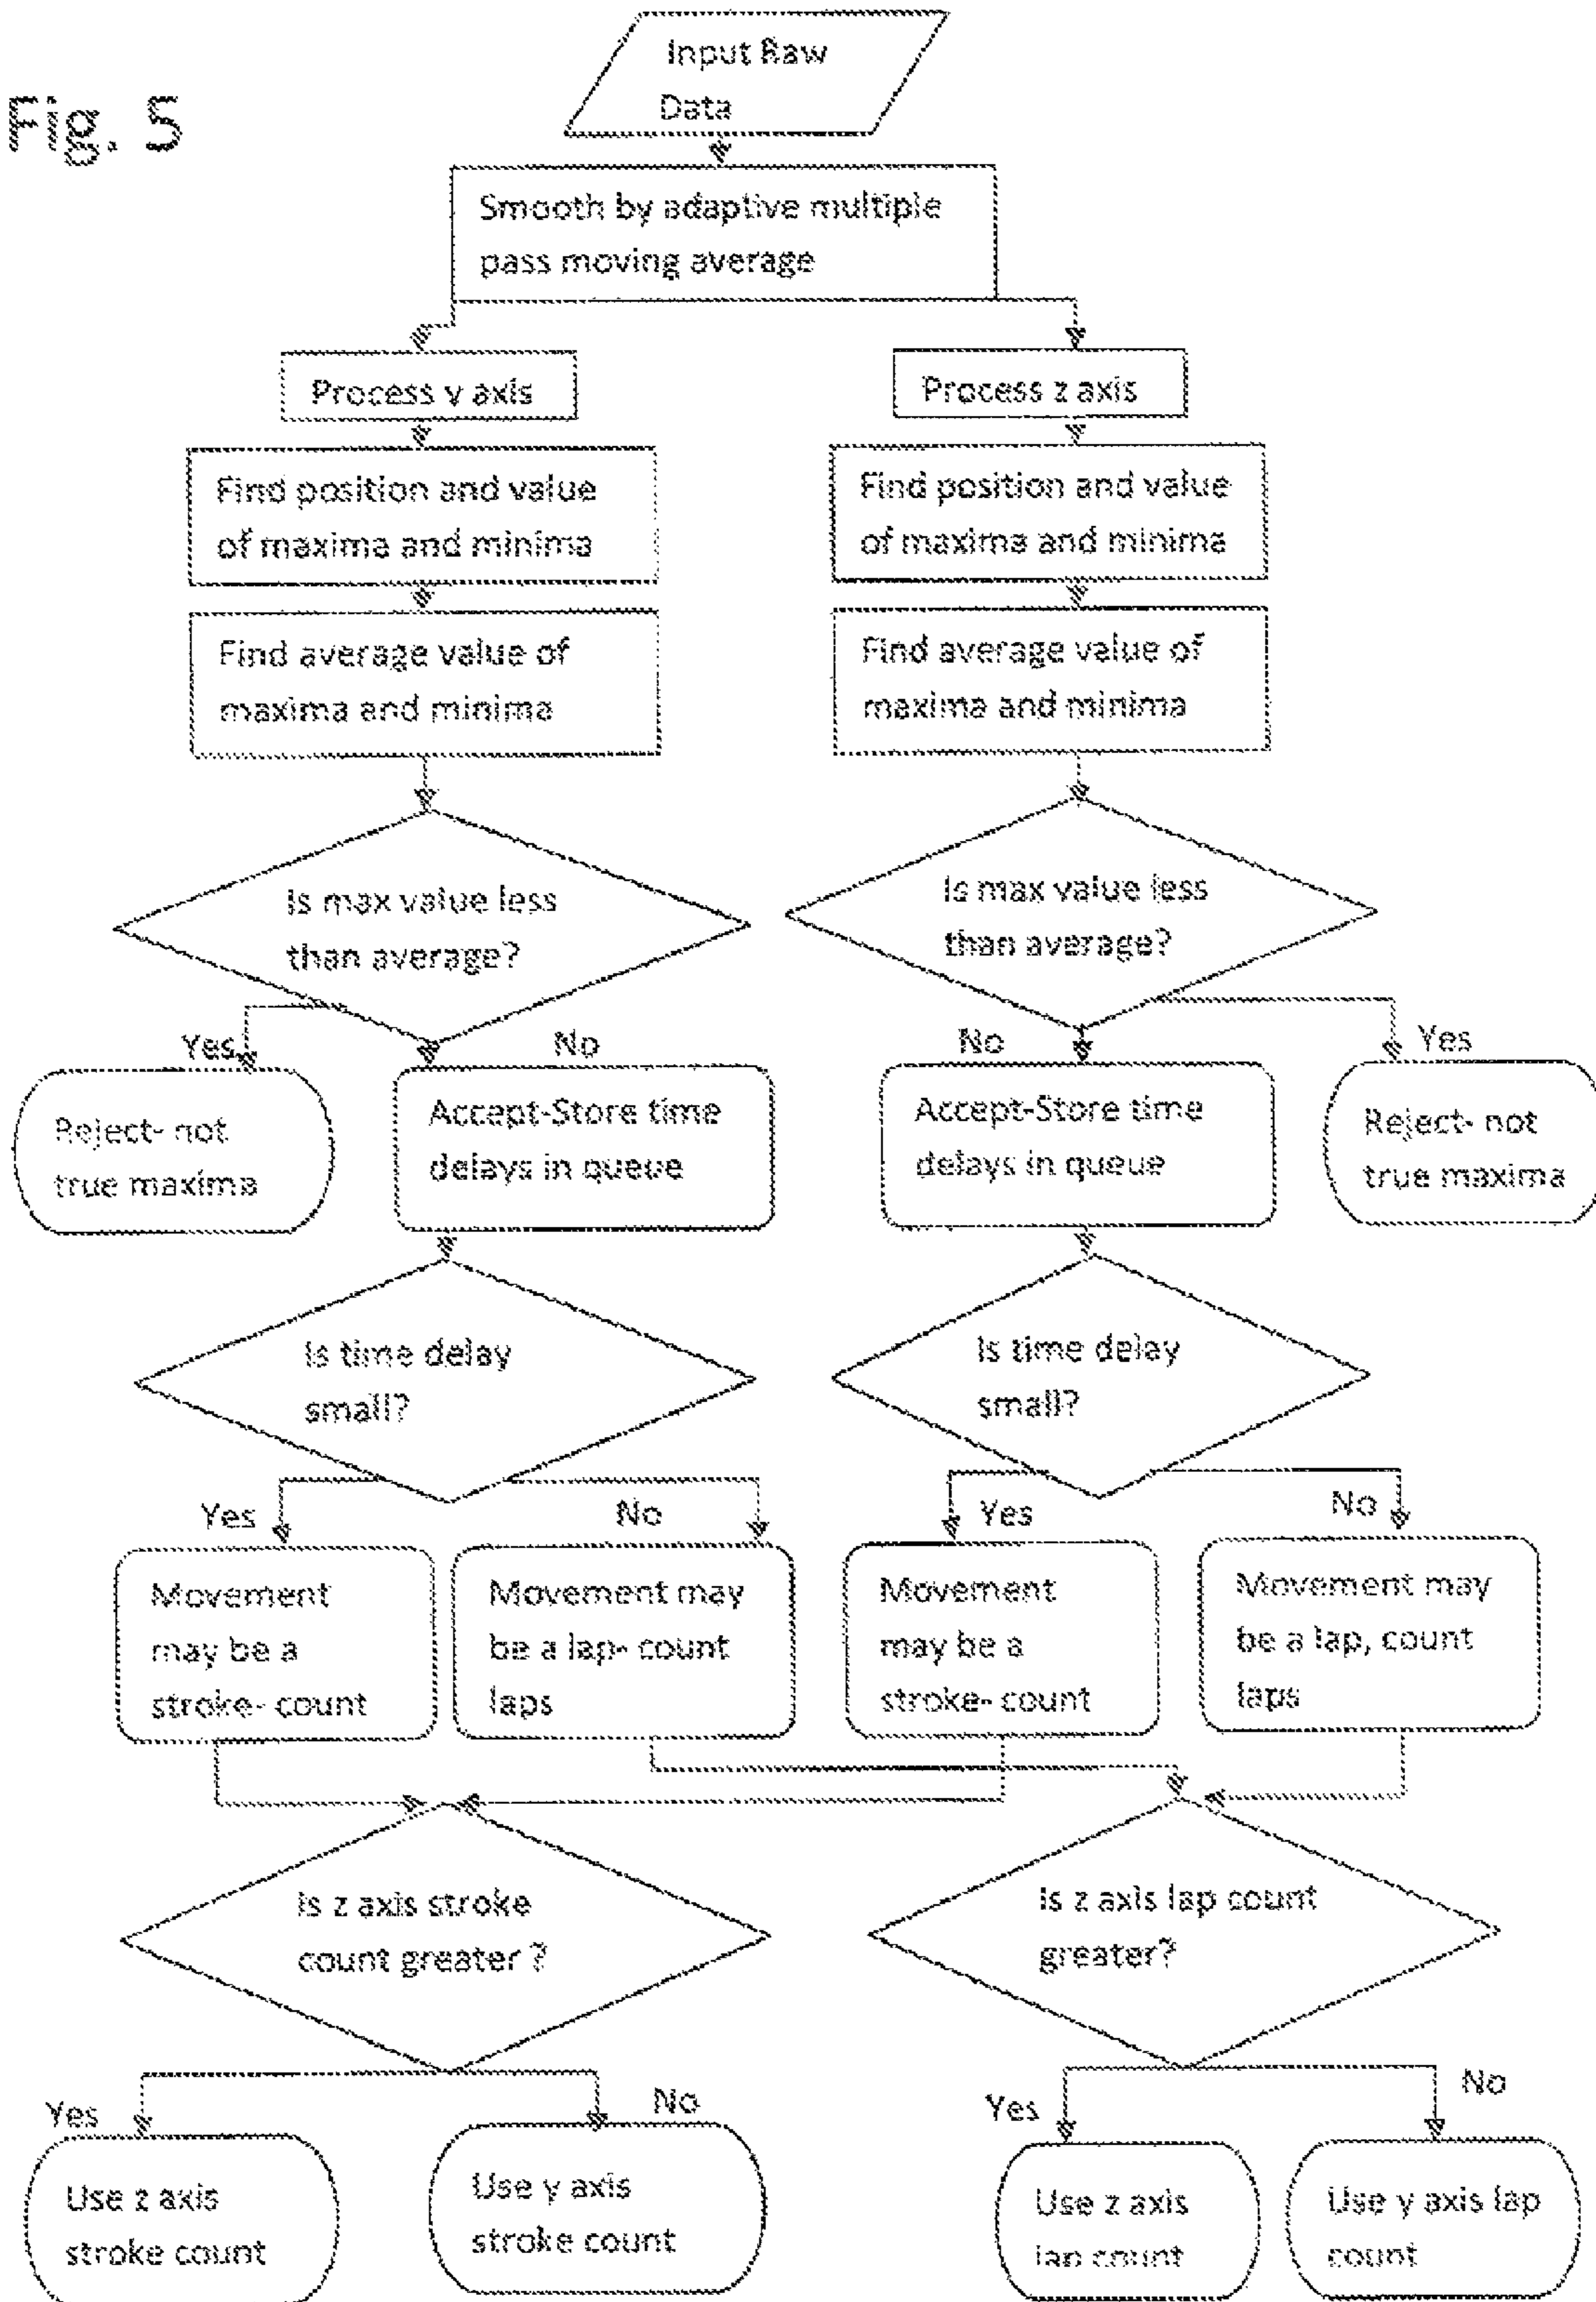 Fig. 5
Input Raw
Data
Smooth by adaptive multiple
pass moving average
Process y axis
Process z axis
Find position and value
of maxima and minima
Find position and value
of maxima and minima
Find average value of
maxima and minima
Find average value of
maxima and minima
Is max value less
than average?
Is max value less
than average?
Yes
No
No
Yes
Reject- not
true maxima
Accept-Store time
delays in queue
Accept-Store time
delays in queue
Reject- not
true maxima
Is time delay
small?
Is time delay
small?
Yes
No
Yes
No
Movement
may be a
stroke- count
Movement may
be a lap- count
laps
Movement
may be a
stroke- count
Movement may
be a lap, count
laps
Is z axis stroke
count greater ?
Is z axis lap count
greater?
Yes
No
Yes
No
Use z axis
stroke count
Use y axis
stroke count
Use z axis
lap count
Use y axis lap
count